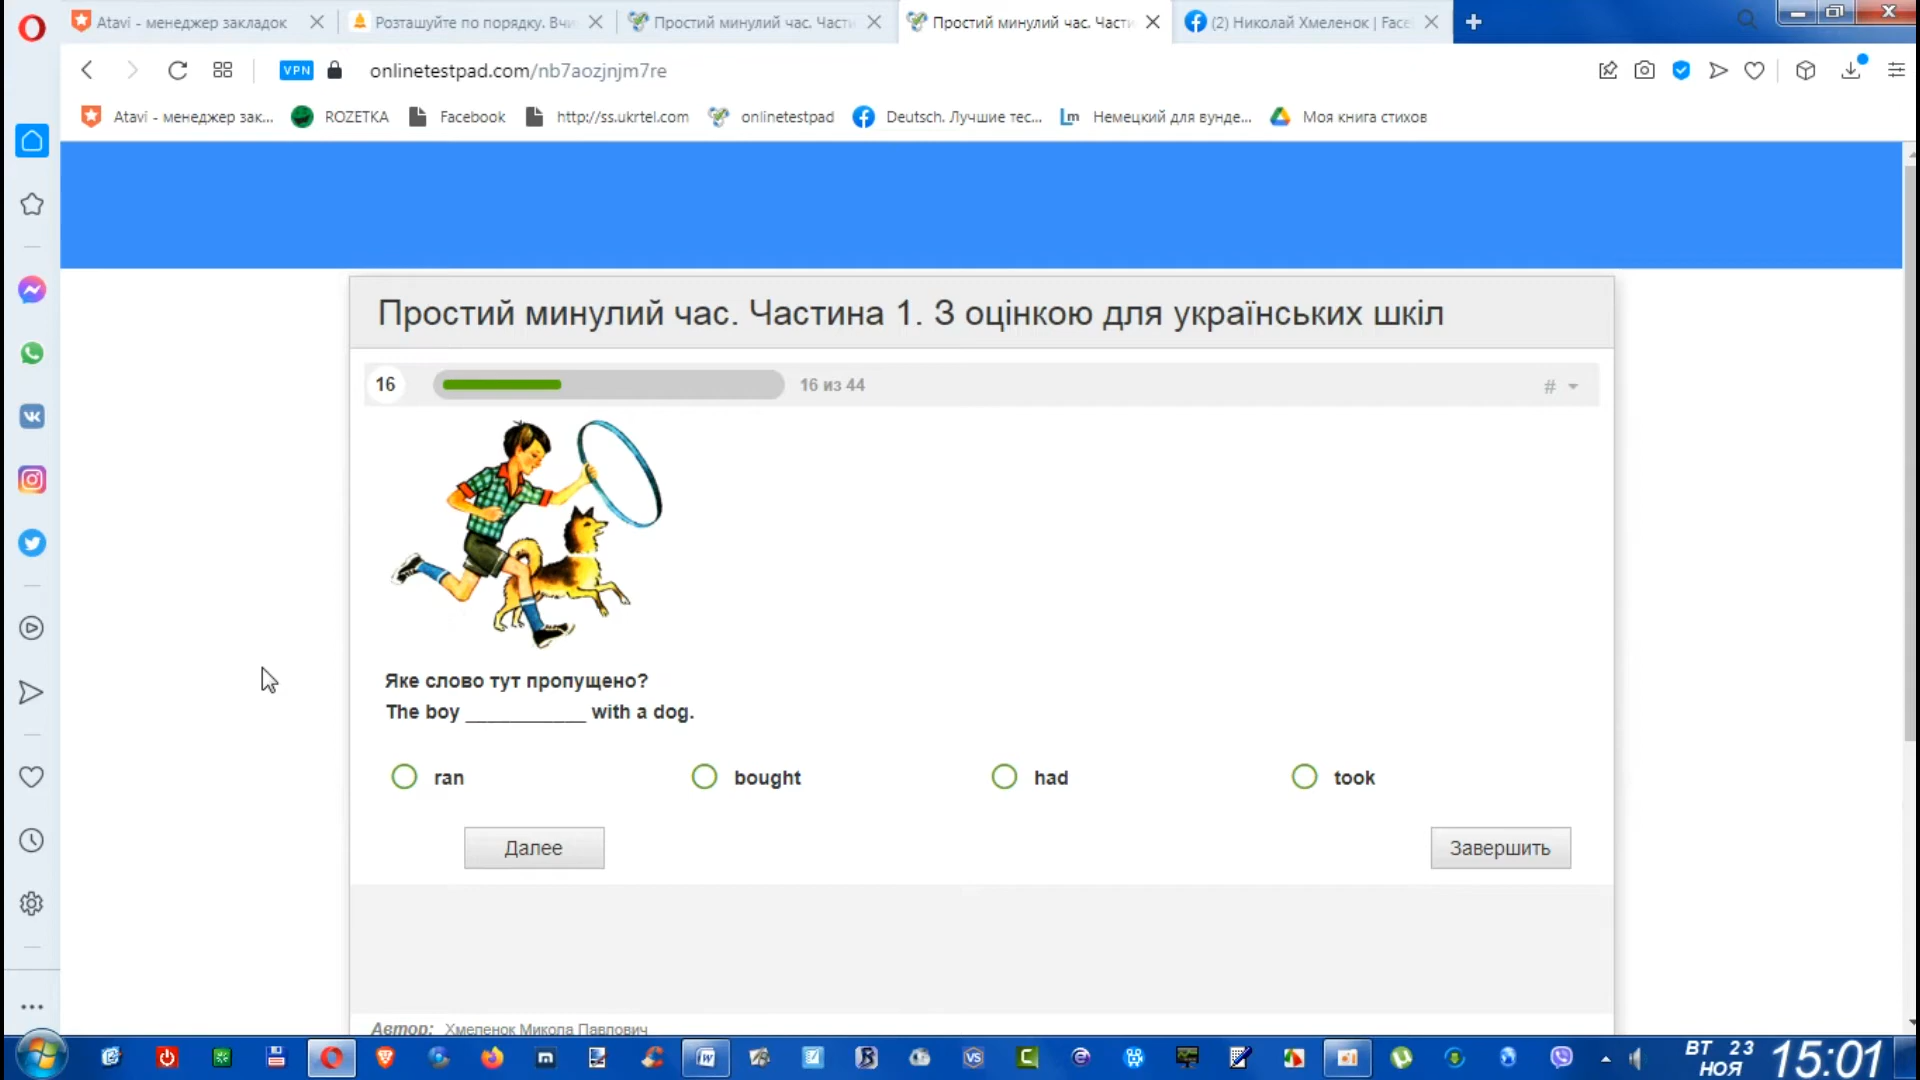 Atavi - менеджер закладок
Розташуйте по порядку. Вчи
Простий минулий час. Части
Простий минулий час. Части
(2) Николай Хмеленок | Face
VPN
onlinetestpad.com/nb7aozjnjm7re
Atavi - менеджер зак...
ROZETKA
Facebook
http://ss.ukrtel.com
onlinetestpad
Deutsch. Лучшие тес...
Lm
Немецкий для вунде...
Моя книга стихов
Простий минулий час. Частина 1. З оцінкою для українських шкіл
16
16 из 44
#
Яке слово тут пропущено?
The boy ___________ with a dog.
ran
bought
had
took
Далее
Завершить
Автор: Хмеленок Микола Павлович
ВТ 23
НОЯ
15:01